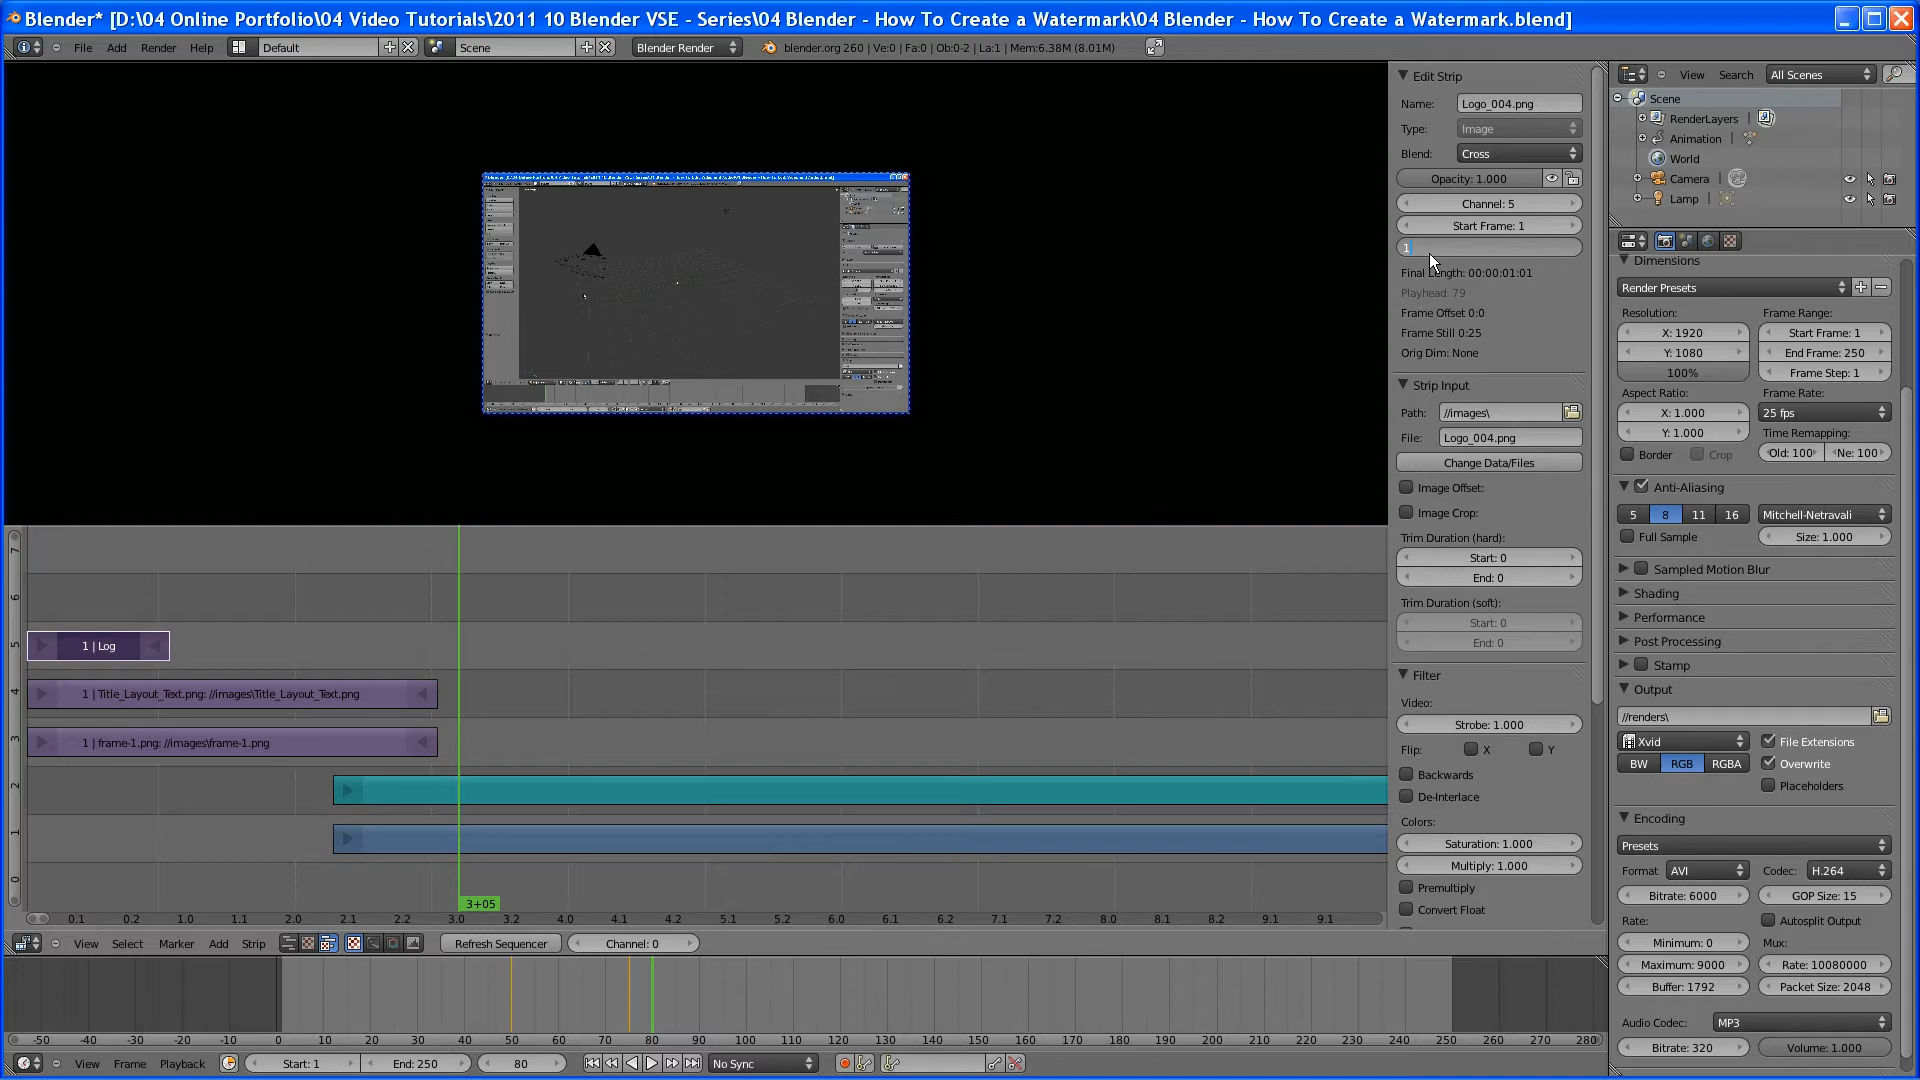 Blender* [D:\04 Online Portfolio\04 Video Tutorials\2011 10 Blender VSE - Series\04 Blender - How To Create a Watermark\04 Blender - How To Create a Watermark.blend]
File Add Render Help Default Scene Blender Render blender.org 260 | Ve:0 | Fa:0 | Ob:0-2 | La:1 | Mem:6.38M (8.01M)
Edit Strip
Name: Logo_004.png
Type: Image
Blend: Cross
Opacity: 1.000
Channel: 5
Start Frame: 1
1
Final Length: 00:00:01:01
Playhead: 79
Frame Offset 0:0
Frame Still 0:25
Orig Dim: None
Strip Input
Path: //images\
File: Logo_004.png
Change Data/Files
Image Offset:
Image Crop:
Trim Duration (hard):
Start: 0
End: 0
Trim Duration (soft):
Start: 0
End: 0
Filter
Video:
Strobe: 1.000
Flip: X Y
Backwards
De-Interlace
Colors:
Saturation: 1.000
Multiply: 1.000
Premultiply
Convert Float
View Search All Scenes
Scene
RenderLayers
Animation
World
Camera
Lamp
Dimensions
Render Presets
Resolution: Frame Range:
X: 1920 Start Frame: 1
Y: 1080 End Frame: 250
100% Frame Step: 1
Aspect Ratio: Frame Rate:
X: 1.000 25 fps
Y: 1.000 Time Remapping:
Border Crop Old: 100 Ne: 100
Anti-Aliasing
5 8 11 16 Mitchell-Netravali
Full Sample Size: 1.000
Sampled Motion Blur
Shading
Performance
Post Processing
Stamp
Output
//renders\
Xvid File Extensions
BW RGB RGBA Overwrite
Placeholders
Encoding
Presets
Format AVI Codec: H.264
Bitrate: 6000 GOP Size: 15
Rate: Autosplit Output
Minimum: 0 Mux:
Maximum: 9000 Rate: 10080000
Buffer: 1792 Packet Size: 2048
Audio Codec: MP3
Bitrate: 320 Volume: 1.000
7
6
5 1 | Log
4 1 | Title_Layout_Text.png: //images\Title_Layout_Text.png
3 1 | frame-1.png: //images\frame-1.png
2
1
0
3+05
0.1 0.2 1.0 1.1 2.0 2.1 2.2 3.0 3.2 4.0 4.1 4.2 5.1 5.2 6.0 6.1 6.2 7.1 7.2 8.0 8.1 8.2 9.1 9.1
View Select Marker Add Strip Refresh Sequencer Channel: 0
-50 -40 -30 -20 -10 0 10 20 30 40 50 60 70 80 90 100 110 120 130 140 150 160 170 180 190 200 210 220 230 240 250 260 270 280
View Frame Playback Start: 1 End: 250 80 No Sync